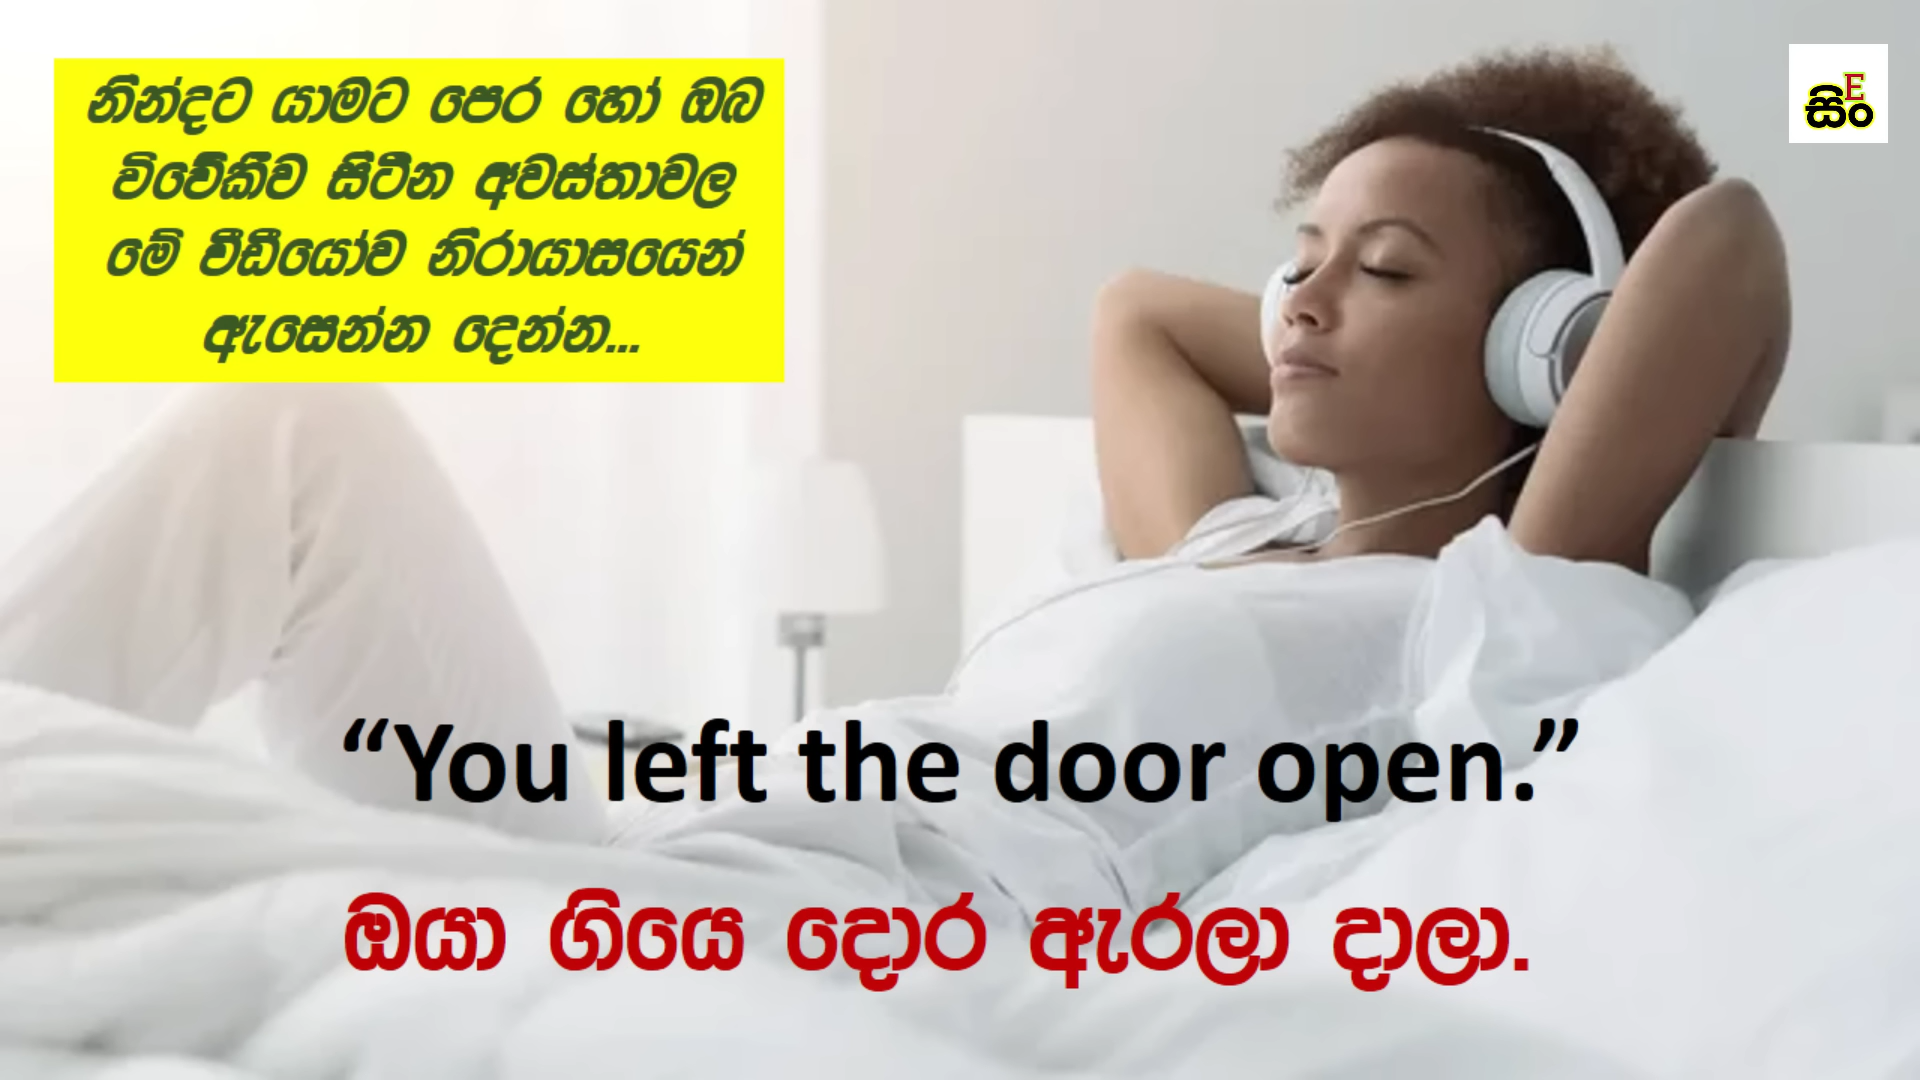 නින්දට යාමට පෙර හෝ ඔබ
විවේකීව සිටින අවස්තාවල
මේ වීඩීයෝව නිරායාසයෙන්
ඇසෙන්න දෙන්න...
E
සිං
“You left the door open.”
ඔයා ගියෙ දොර ඇරලා දාලා.